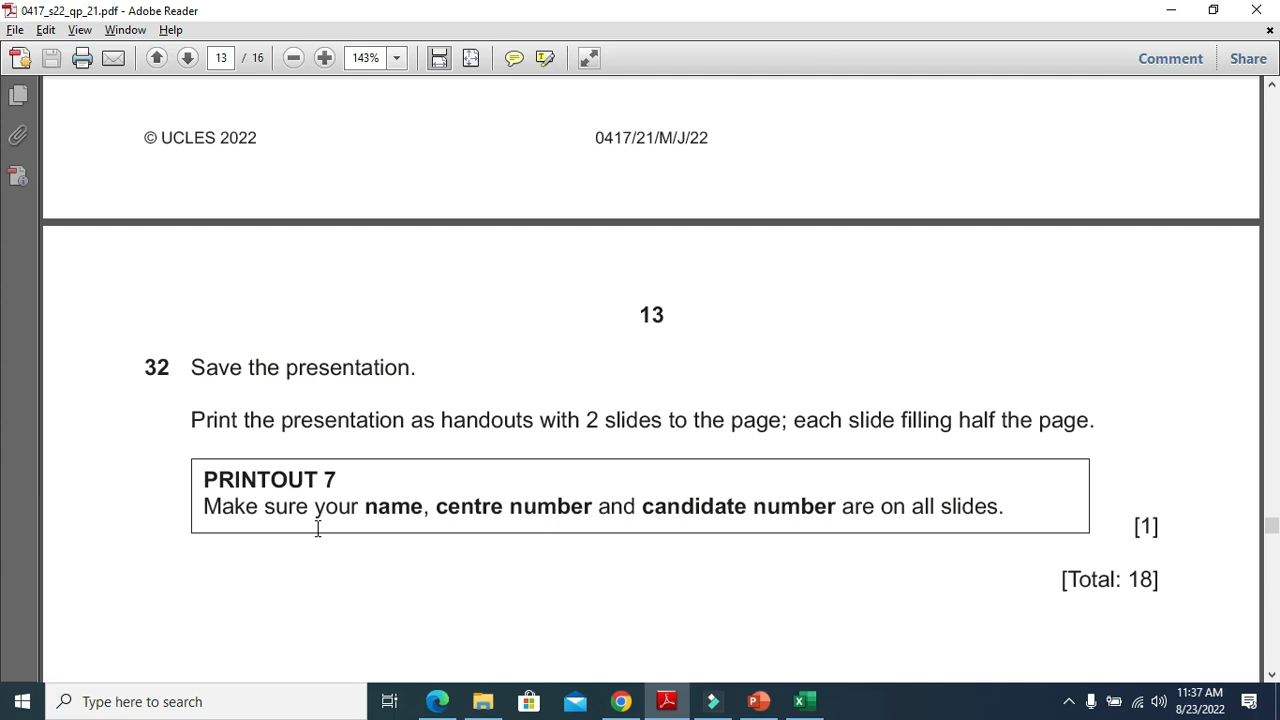 0417_s22_qp_21.pdf - Adobe Reader
File Edit View Window Help
13 / 16 143% Comment Share
© UCLES 2022 0417/21/M/J/22
13
32 Save the presentation.
Print the presentation as handouts with 2 slides to the page; each slide filling half the page.
PRINTOUT 7
Make sure your name, centre number and candidate number are on all slides.
[1]
[Total: 18]
Type here to search
11:37 AM
8/23/2022